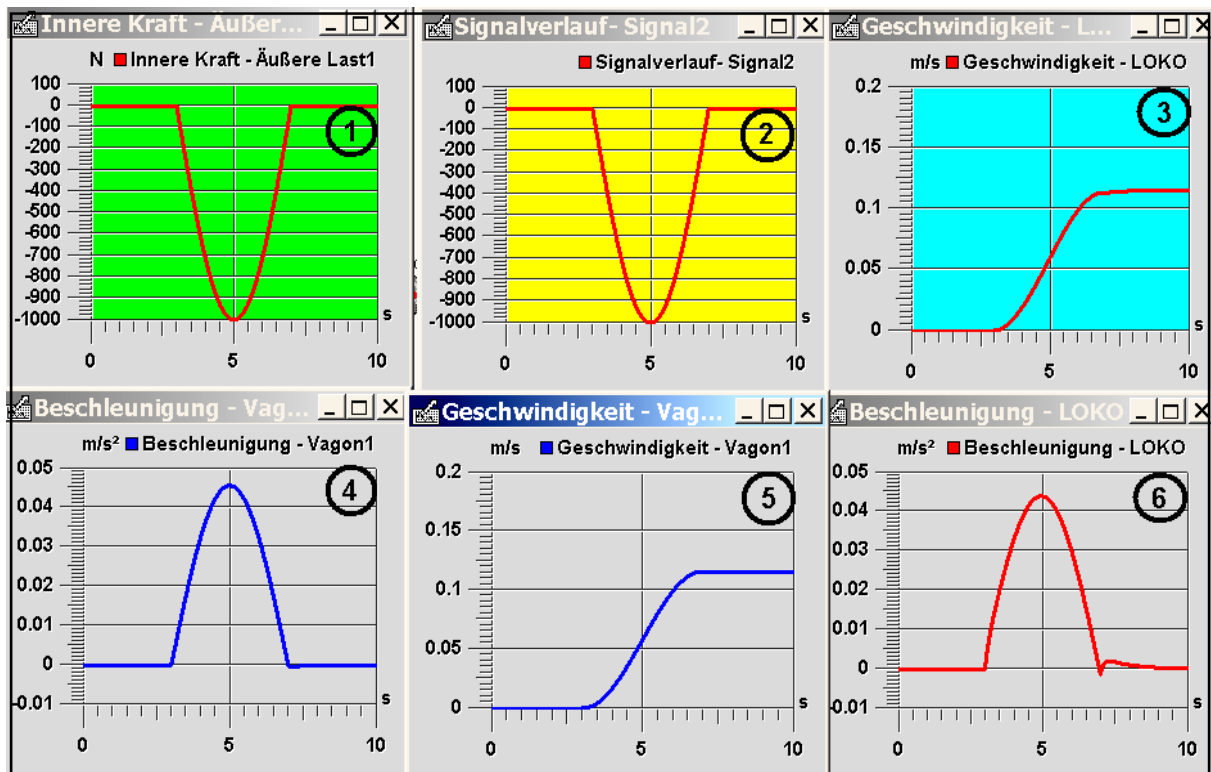 Innere Kraft - Äußer...
N Innere Kraft - Äußere Last1
100
0
-100
-200
-300
-400
-500
-600
-700
-800
-900
-1000
s
0 5 10
1
Signalverlauf- Signal2
Signalverlauf- Signal2
100
0
-100
200
300
-400
-500
-600
-700
-800
-900
-1000
s
0 5 10
2
Geschwindigkeit - L...
m/s Geschwindigkeit - LOKO
0.2
0.15
0.1
0.05
0
s
0 5 10
3
Beschleunigung - Vag...
m/s² Beschleunigung - Vagon1
0.05
0.04
0.03
0.02
0.01
0
-0.01
s
0 5 10
4
Geschwindigkeit - Vag...
m/s Geschwindigkeit - Vagon1
0.2
0.15
0.1
0.05
0
s
0 5 10
5
Beschleunigung - LOKO
m/s² Beschleunigung - LOKO
0.05
0.04
0.03
0.02
0.01
0
-0.01
s
0 5 10
6